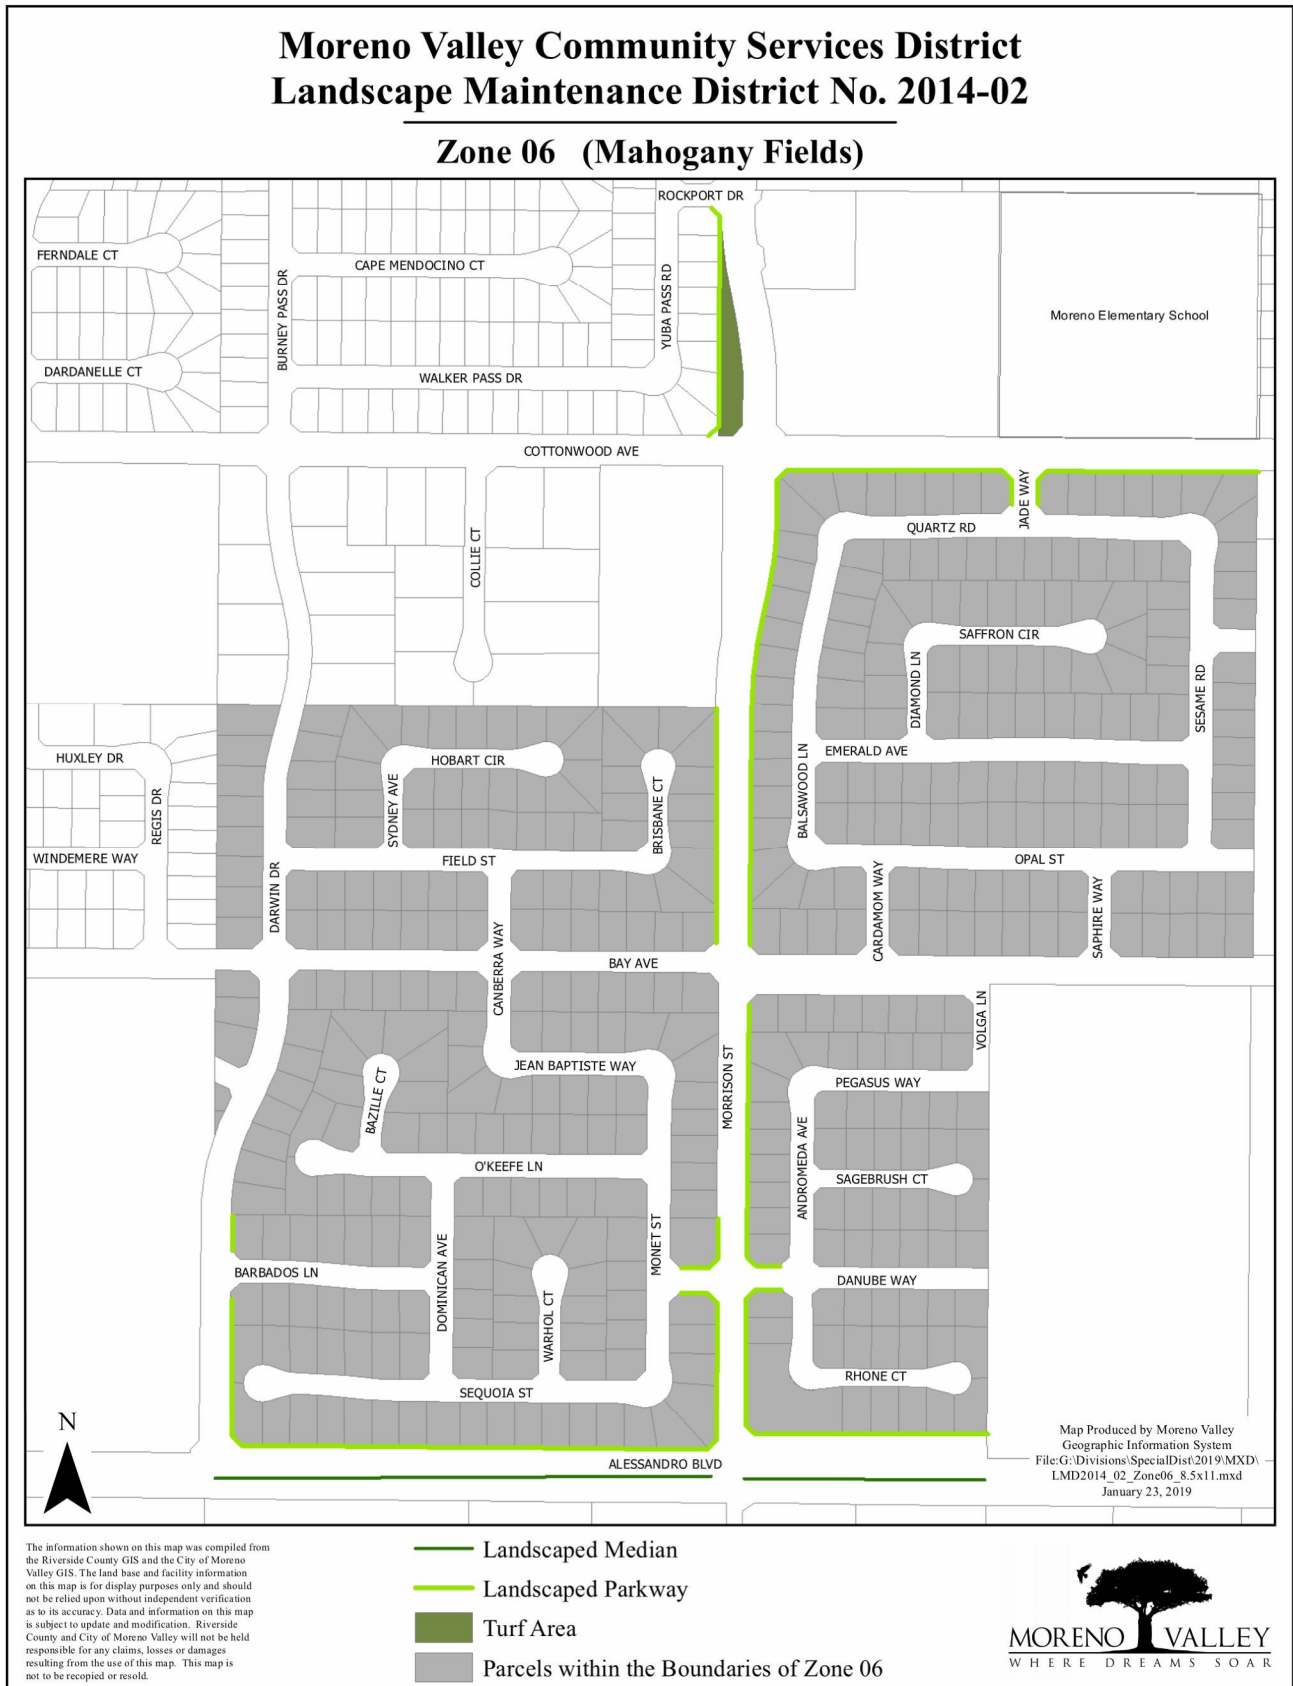 Moreno Valley Community Services District
Landscape Maintenance District No. 2014-02
Zone 06 (Mahogany Fields)
ROCKPORT DR
FERNDALE CT
CAPE MENDOCINO CT
BURNEY PASS DR
YUBA PASS RD
Moreno Elementary School
DARDANELLE CT
WALKER PASS DR
COTTONWOOD AVE
JADE WAY
QUARTZ RD
COLLIE CT
SAFFRON CIR
DIAMOND LN
SESAME RD
HUXLEY DR
HOBART CIR
EMERALD AVE
SYDNEY AVE
REGIS DR
BRISBANE CT
BALSAWOOD LN
WINDEMERE WAY
FIELD ST
OPAL ST
DARWIN DR
CARDAMOM WAY
SAPHIRE WAY
CANBERRA WAY
BAY AVE
VOLGA LN
JEAN BAPTISTE WAY
MORRISON ST
PEGASUS WAY
BAZILLE CT
ANDROMEDA AVE
O'KEEFE LN
SAGEBRUSH CT
MONET ST
BARBADOS LN
DOMINICAN AVE
DANUBE WAY
WARHOL CT
RHONE CT
SEQUOIA ST
N
ALESSANDRO BLVD
Map Produced by Moreno Valley
Geographic Information System
File:G:\Divisions\SpecialDist\2019\MXD\
LMD2014_02_Zone06_8.5x11.mxd
January 23, 2019
The information shown on this map was compiled from
the Riverside County GIS and the City of Moreno
Valley GIS. The land base and facility information
on this map is for display purposes only and should
not be relied upon without independent verification
as to its accuracy. Data and information on this map
is subject to update and modification. Riverside
County and City of Moreno Valley will not be held
responsible for any claims, losses or damages
resulting from the use of this map. This map is
not to be recopied or resold.
Landscaped Median
Landscaped Parkway
Turf Area
Parcels within the Boundaries of Zone 06
MORENO VALLEY
WHERE DREAMS SOAR